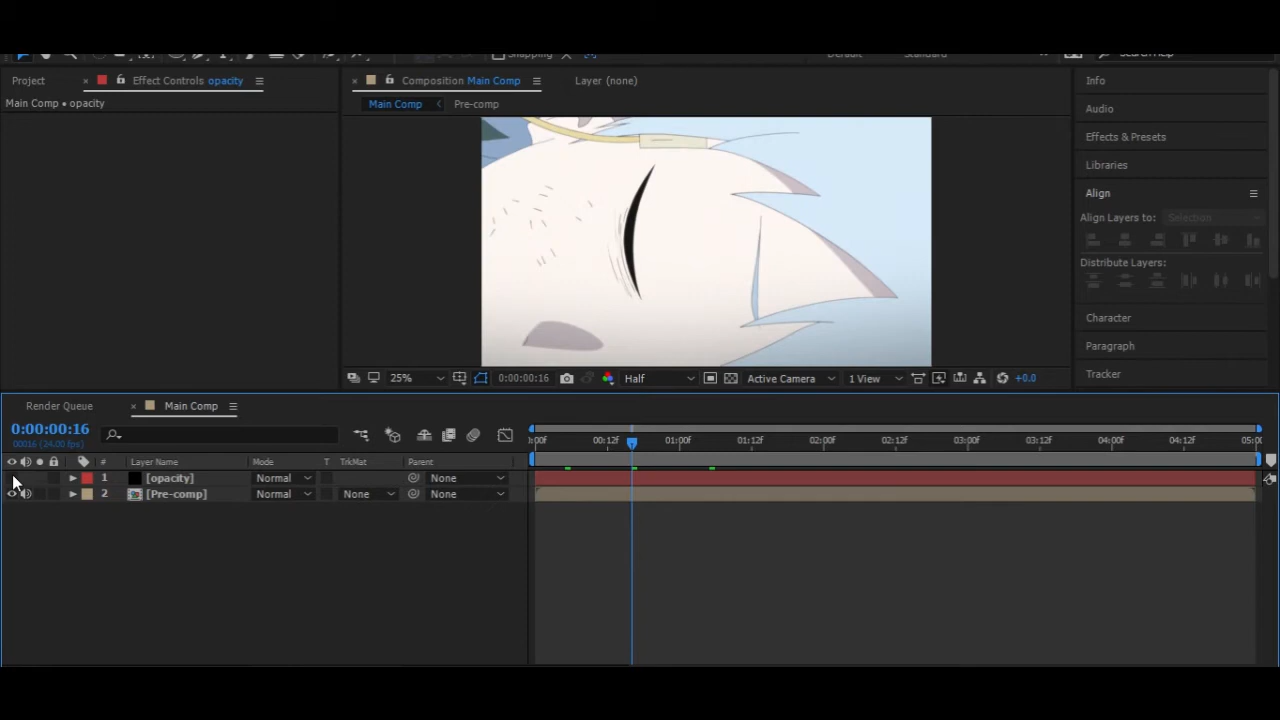 Snapping Default Standard Search Help
Project Effect Controls opacity Composition Main Comp Layer (none) Info
Main Comp • opacity Main Comp Pre-comp Audio
Effects & Presets
Libraries
Align
Align Layers to: Selection
Distribute Layers:
Character
Paragraph
25% 0:00:00:16 Half Active Camera 1 View +0.0 Tracker
Render Queue Main Comp
0:00:00:16
00016 (24.00 fps) :00f 00:12f 01:00f 01:12f 02:00f 02:12f 03:00f 03:12f 04:00f 04:12f 05:00
# Layer Name Mode T TrkMat Parent
1 [opacity] Normal None
2 [Pre-comp] Normal None None